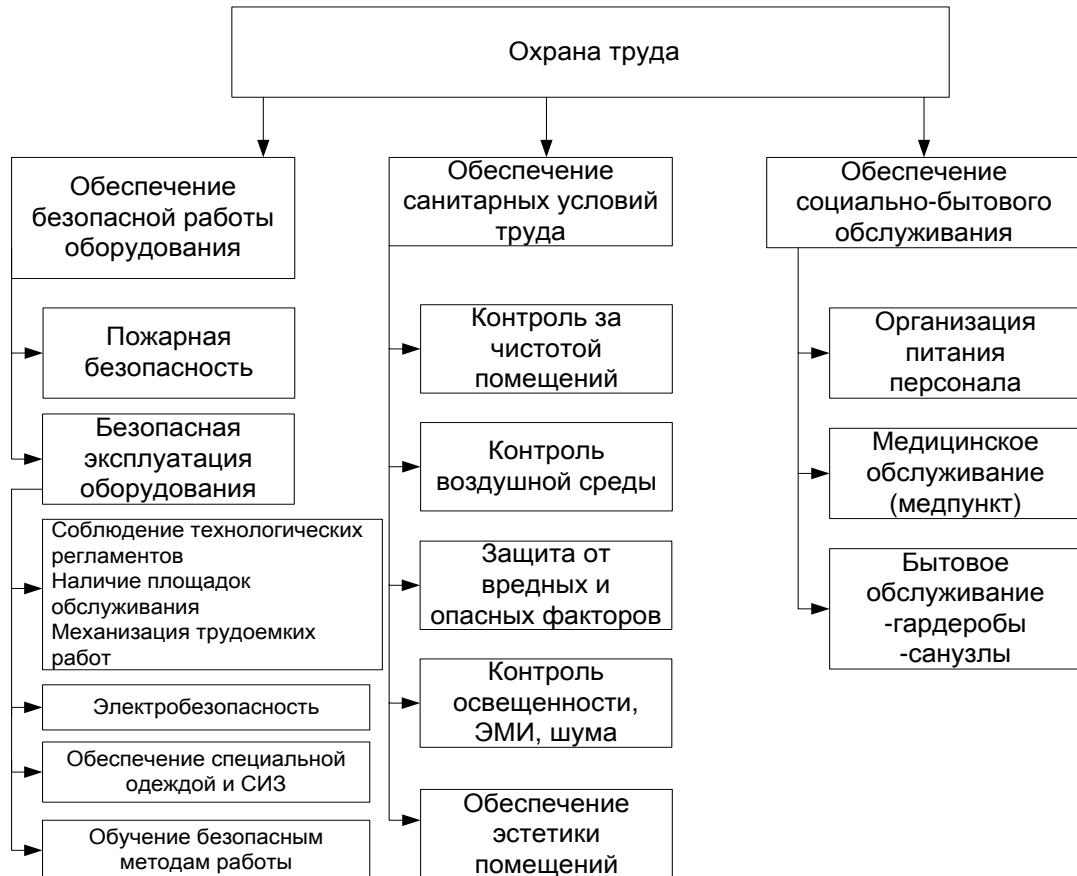 Охрана труда
Обеспечение
безопасной работы
оборудования
Пожарная
безопасность
Безопасная
эксплуатация
оборудования
Соблюдение технологических
регламентов
Наличие площадок
обслуживания
Механизация трудоемких
работ
Электробезопасность
Обеспечение специальной
одеждой и СИЗ
Обучение безопасным
методам работы
Обеспечение
санитарных условий
труда
Контроль за
чистотой
помещений
Контроль
воздушной среды
Защита от
вредных и
опасных факторов
Контроль
освещенности,
ЭМИ, шума
Обеспечение
эстетики
помещений
Обеспечение
социально-бытового
обслуживания
Организация
питания
персонала
Медицинское
обслуживание
(медпункт)
Бытовое
обслуживание
-гардеробы
-санузлы